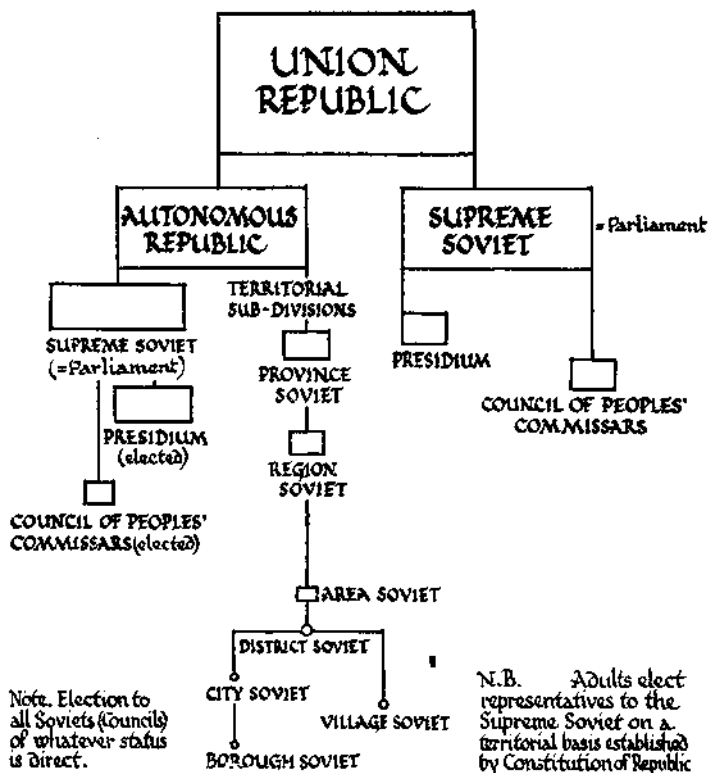 UNION
REPUBLIC
AUTONOMOUS
REPUBLIC
SUPREME
SOVIET
=Parliament
TERRITORIAL
SUB-DIVISIONS
SUPREME SOVIET
(=Parliament)
PROVINCE
SOVIET
PRESIDIUM
COUNCIL OF PEOPLES'
COMMISSARS
PRESIDIUM
(elected)
REGION
SOVIET
COUNCIL OF PEOPLES'
COMMISSARS (elected)
AREA SOVIET
DISTRICT SOVIET
CITY SOVIET
VILLAGE SOVIET
BOROUGH SOVIET
Note. Election to
all Soviets (Councils)
of whatever status
is direct.
N.B. Adults elect
representatives to the
Supreme Soviet on a
territorial basis established
by Constitution of Republic